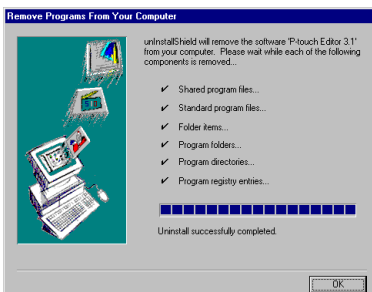 Remove Programs From Your Computer
unInstallShield will remove the software 'P-touch Editor 3.1'
from your computer. Please wait while each of the following
components is removed...
✔ Shared program files...
✔ Standard program files...
✔ Folder items...
✔ Program folders...
✔ Program directories...
✔ Program registry entries...
Uninstall successfully completed.
OK